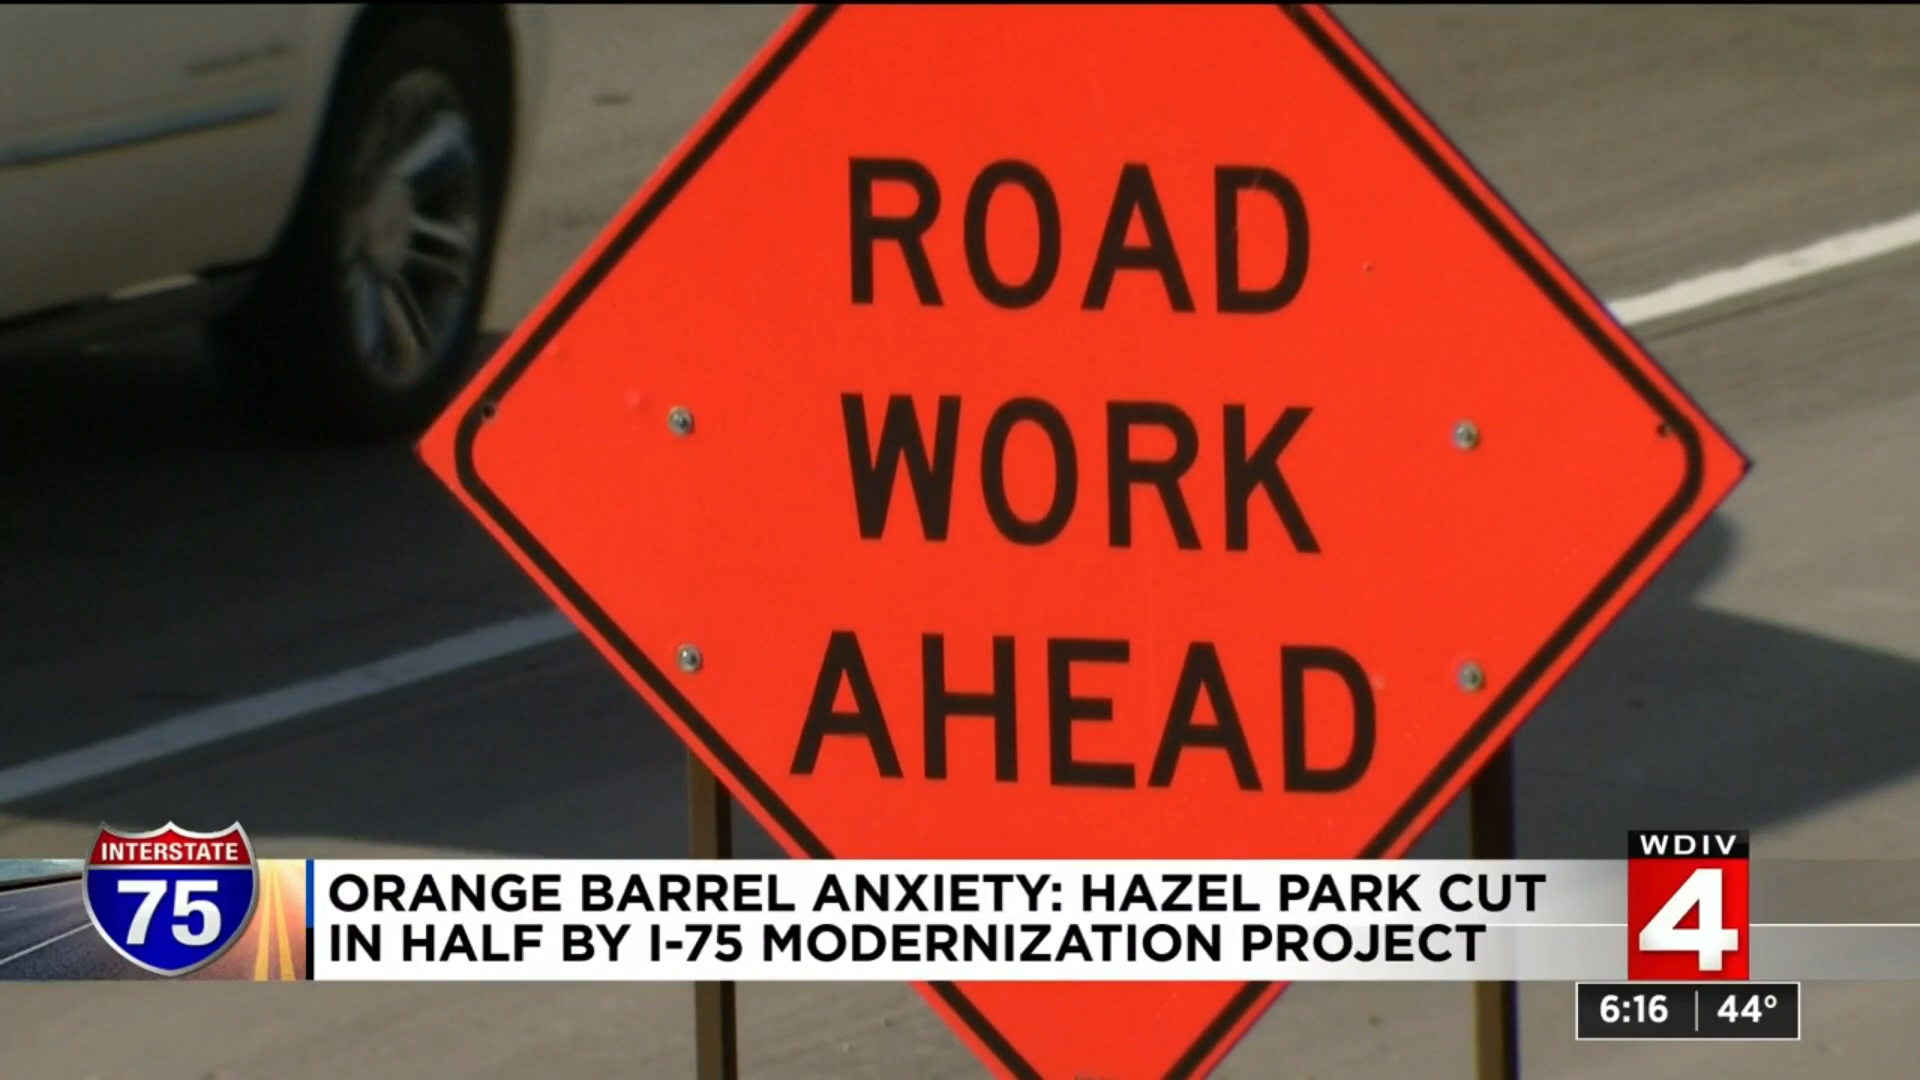 ROAD
WORK
AHEAD
INTERSTATE
75
ORANGE BARREL ANXIETY: HAZEL PARK CUT
IN HALF BY I-75 MODERNIZATION PROJECT
WDIV
4
6:16 44°